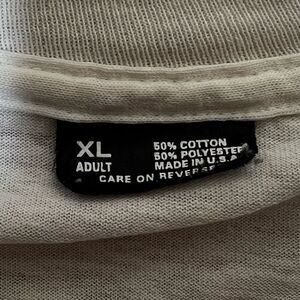 XL
ADULT
50% COTTON
50% POLYESTER
MADE IN U.S.A
CARE ON REVERSE